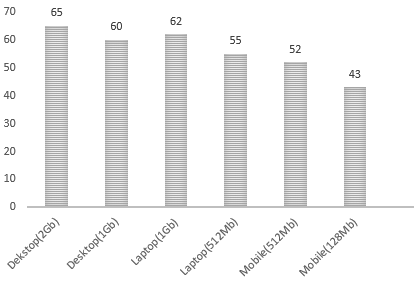 70
60
50
40
30
20
10
0
65
60
62
55
52
43
Dekstop(2Gb)
Desktop(1Gb)
Laptop(1Gb)
Laptop(512Mb)
Mobile(512Mb)
Mobile(128Mb)